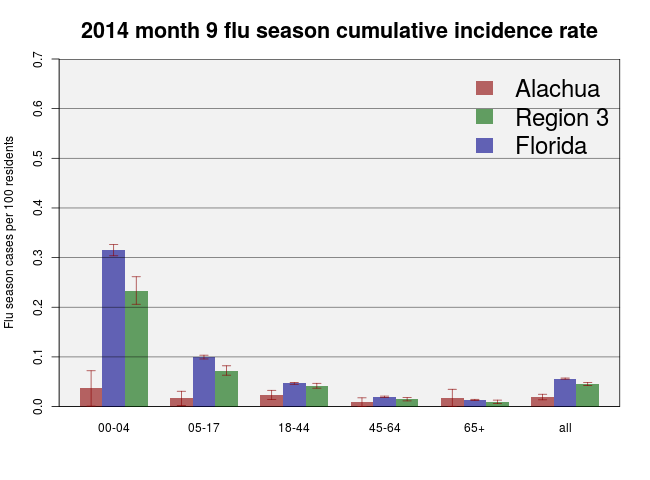 2014 month 9 flu season cumulative incidence rate
Flu season cases per 100 residents
0.7
0.6
0.5
0.4
0.3
0.2
0.1
0.0
Alachua
Region 3
Florida
00-04 05-17 18-44 45-64 65+ all